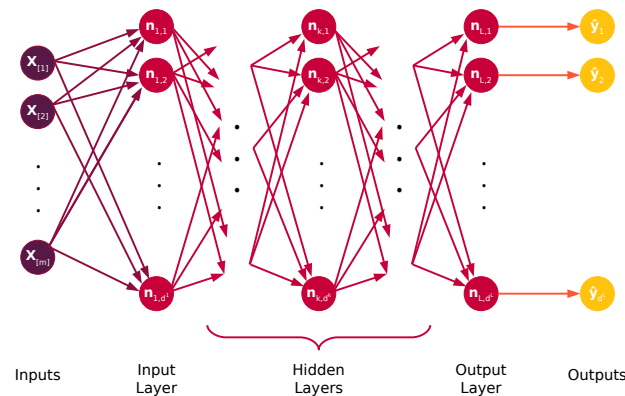 n1,1
nk,1
nL,1
ŷ1
X[1]
n1,2
nk,2
nL,2
ŷ2
X[2]
X[m]
n1,dL
nk,dk
nL,dL
ŷdL
Inputs
Input
Layer
Hidden
Layers
Output
Layer
Outputs